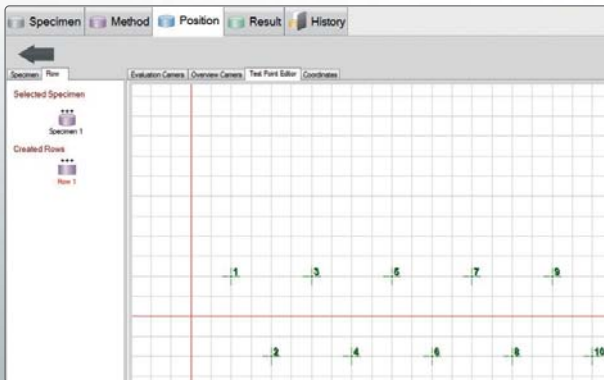 Specimen Method Position Result History
Specimen Row
Evaluation Camera Overview Camera Test Point Editor Coordinates
Selected Specimen
Specimen 1
Created Rows
Row 1
1 3 5 7 9
2 4 6 8 10